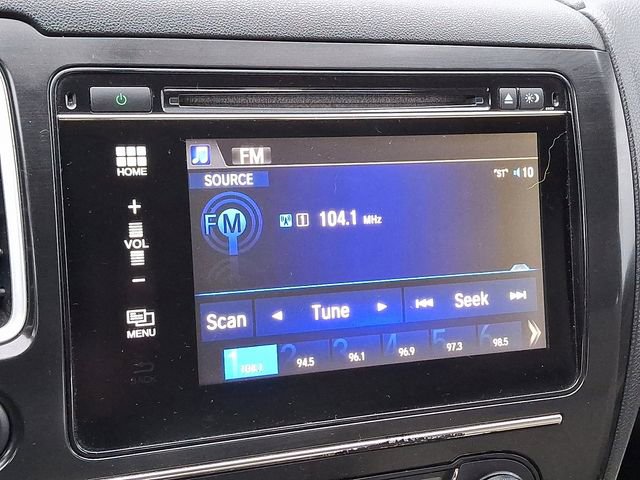 HOME
+
VOL
−
MENU
FM
SOURCE
"ST" 10
FM
1 104.1 MHz
Scan ◄ Tune ► ⏮ Seek ⏭
1 2 94.5 3 96.1 4 96.9 5 97.3 6 98.5